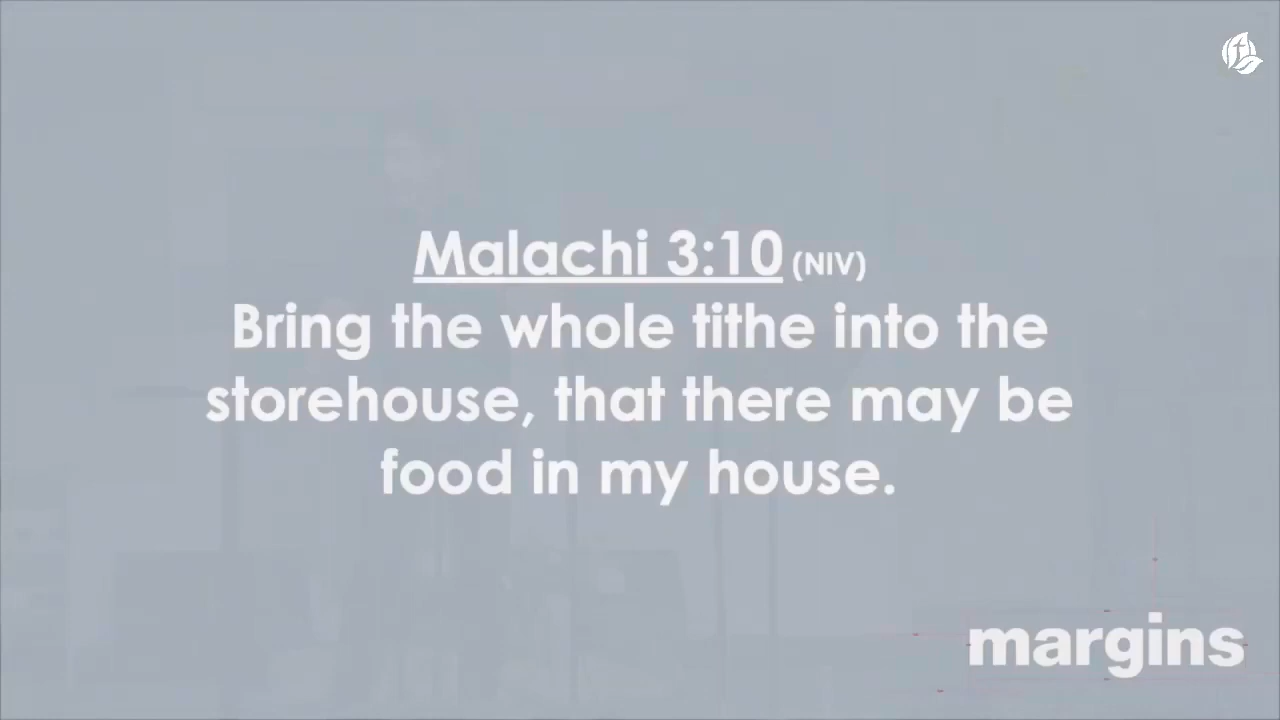 Malachi 3:10 (NIV)
Bring the whole tithe into the
storehouse, that there may be
food in my house.
margins